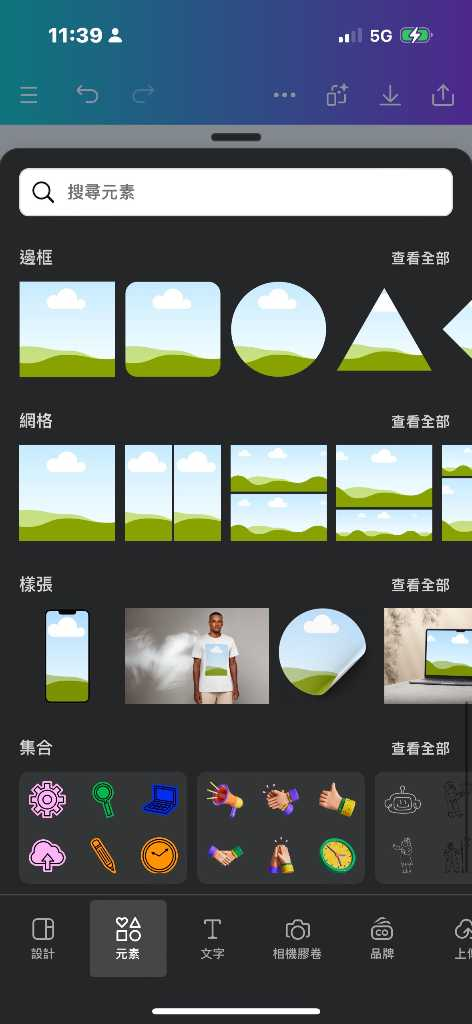 11:39
5G
搜尋元素
邊框
查看全部
網格
查看全部
樣張
查看全部
集合
查看全部
設計
元素
文字
相機膠卷
品牌
上傳